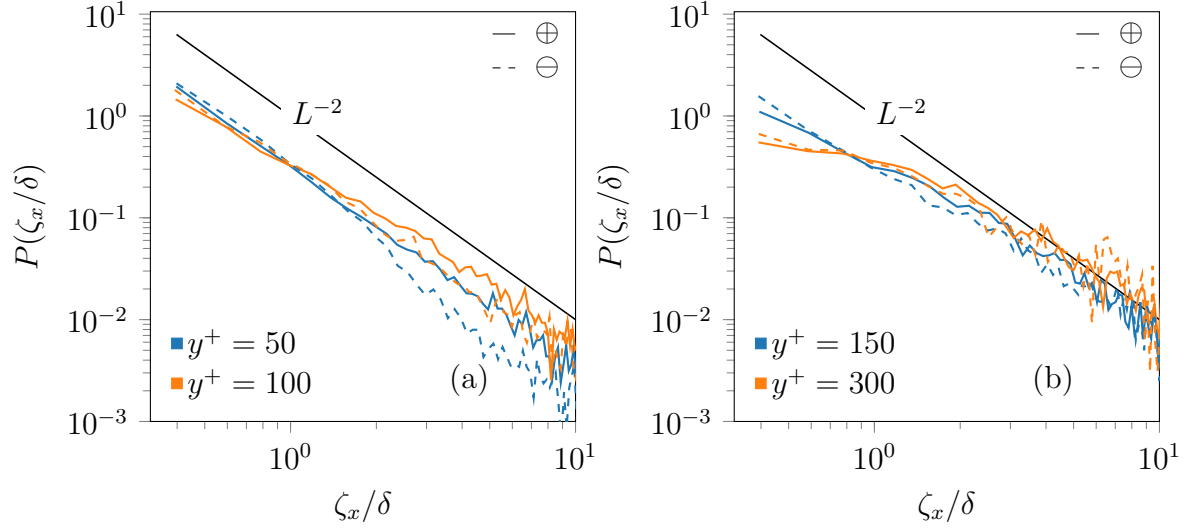 10^1
10^0
10^{-1}
10^{-2}
10^{-3}
P(ζ_x/δ)
L^{-2}
⊕
⊖
y^+ = 50
y^+ = 100
(a)
10^0
10^1
ζ_x/δ
10^1
10^0
10^{-1}
10^{-2}
10^{-3}
P(ζ_x/δ)
L^{-2}
⊕
⊖
y^+ = 150
y^+ = 300
(b)
10^0
10^1
ζ_x/δ